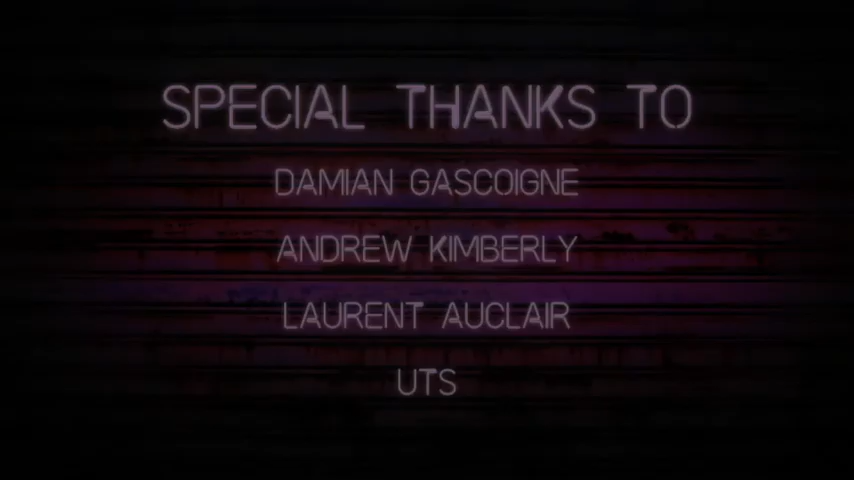 SPECIAL THANKS TO
DAMIAN GASCOIGNE
ANDREW KIMBERLY
LAURENT AUCLAIR
UTS